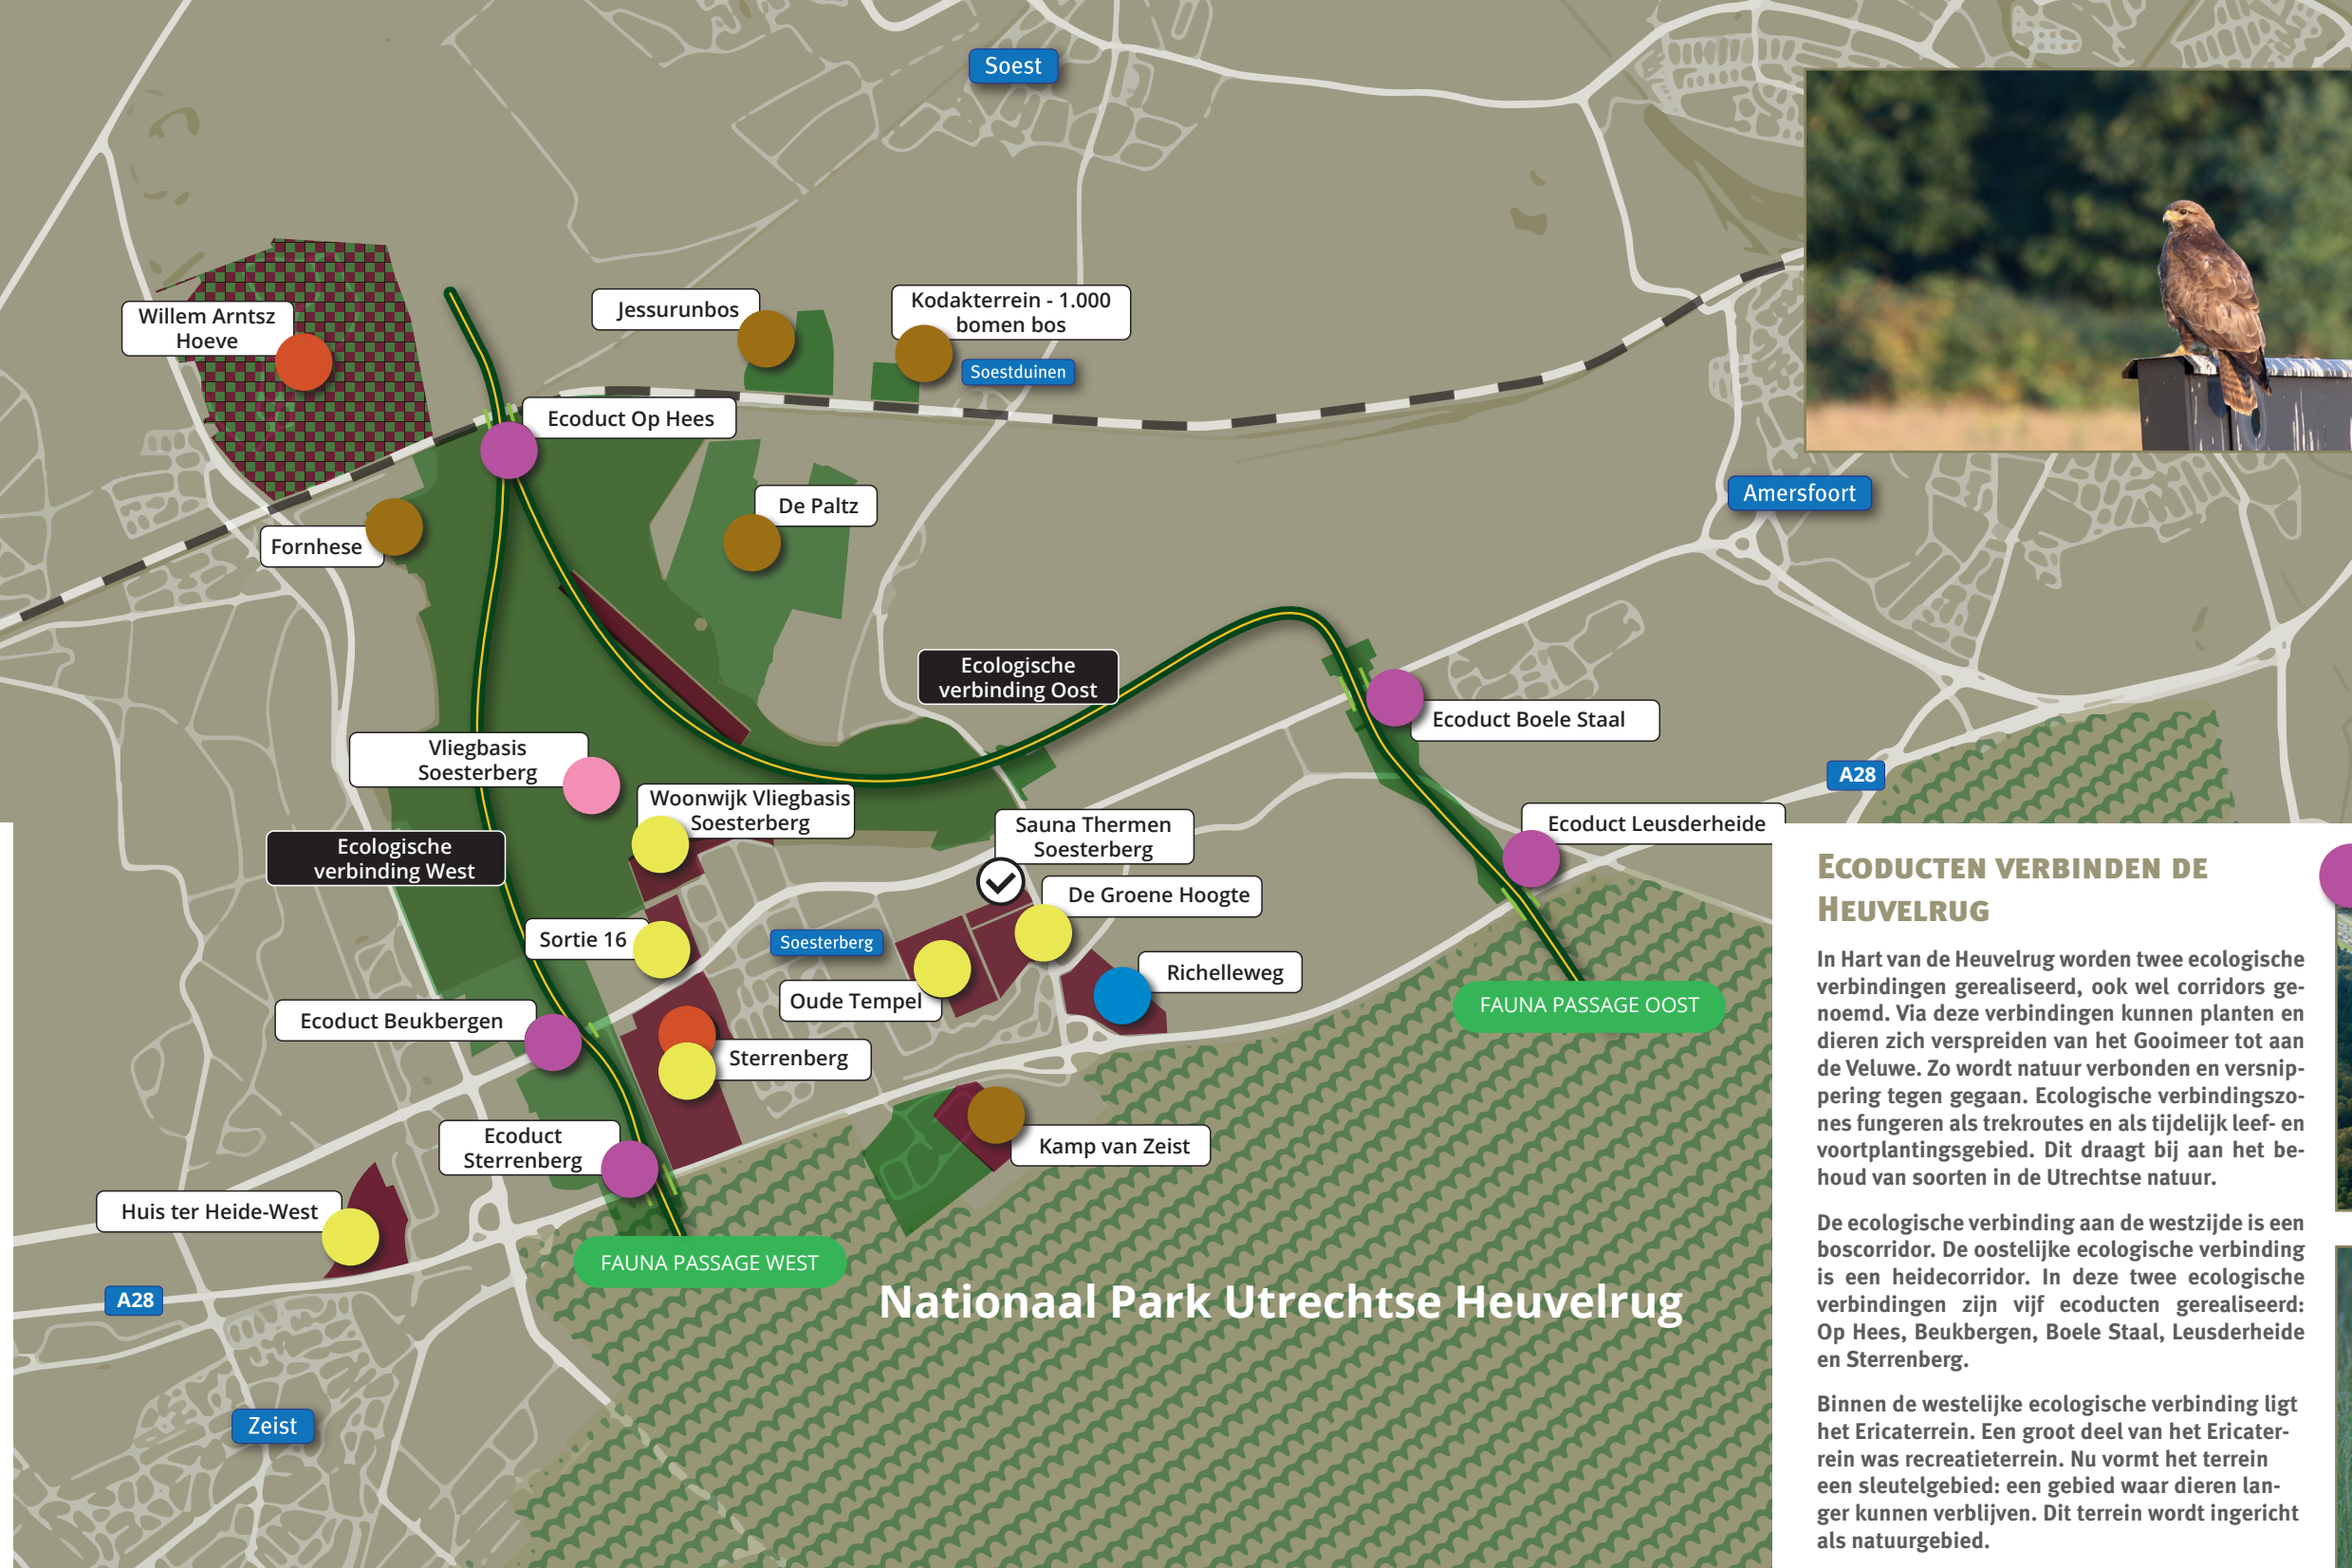 Soest
Willem Arntsz
Hoeve
Jessurunbos
Kodakterrein - 1.000
bomen bos
Soestduinen
Ecoduct Op Hees
De Paltz
Amersfoort
Fornhese
Ecologische
verbinding Oost
Ecoduct Boele Staal
Vliegbasis
Soesterberg
A28
Woonwijk Vliegbasis
Soesterberg
Sauna Thermen
Soesterberg
Ecoduct Leusderheide
Ecologische
verbinding West
De Groene Hoogte
Sortie 16
Soesterberg
Richelleweg
Oude Tempel
FAUNA PASSAGE OOST
Ecoduct Beukbergen
Sterrenberg
Ecoduct
Sterrenberg
Kamp van Zeist
Huis ter Heide-West
FAUNA PASSAGE WEST
Nationaal Park Utrechtse Heuvelrug
A28
Zeist
Ecoducten verbinden de
Heuvelrug
In Hart van de Heuvelrug worden twee ecologische
verbindingen gerealiseerd, ook wel corridors ge-
noemd. Via deze verbindingen kunnen planten en
dieren zich verspreiden van het Gooimeer tot aan
de Veluwe. Zo wordt natuur verbonden en versnip-
pering tegen gegaan. Ecologische verbindingszo-
nes fungeren als trekroutes en als tijdelijk leef- en
voortplantingsgebied. Dit draagt bij aan het be-
houd van soorten in de Utrechtse natuur.
De ecologische verbinding aan de westzijde is een
boscorridor. De oostelijke ecologische verbinding
is een heidecorridor. In deze twee ecologische
verbindingen zijn vijf ecoducten gerealiseerd:
Op Hees, Beukbergen, Boele Staal, Leusderheide
en Sterrenberg.
Binnen de westelijke ecologische verbinding ligt
het Ericaterrein. Een groot deel van het Ericater-
rein was recreatieterrein. Nu vormt het terrein
een sleutelgebied: een gebied waar dieren lan-
ger kunnen verblijven. Dit terrein wordt ingericht
als natuurgebied.